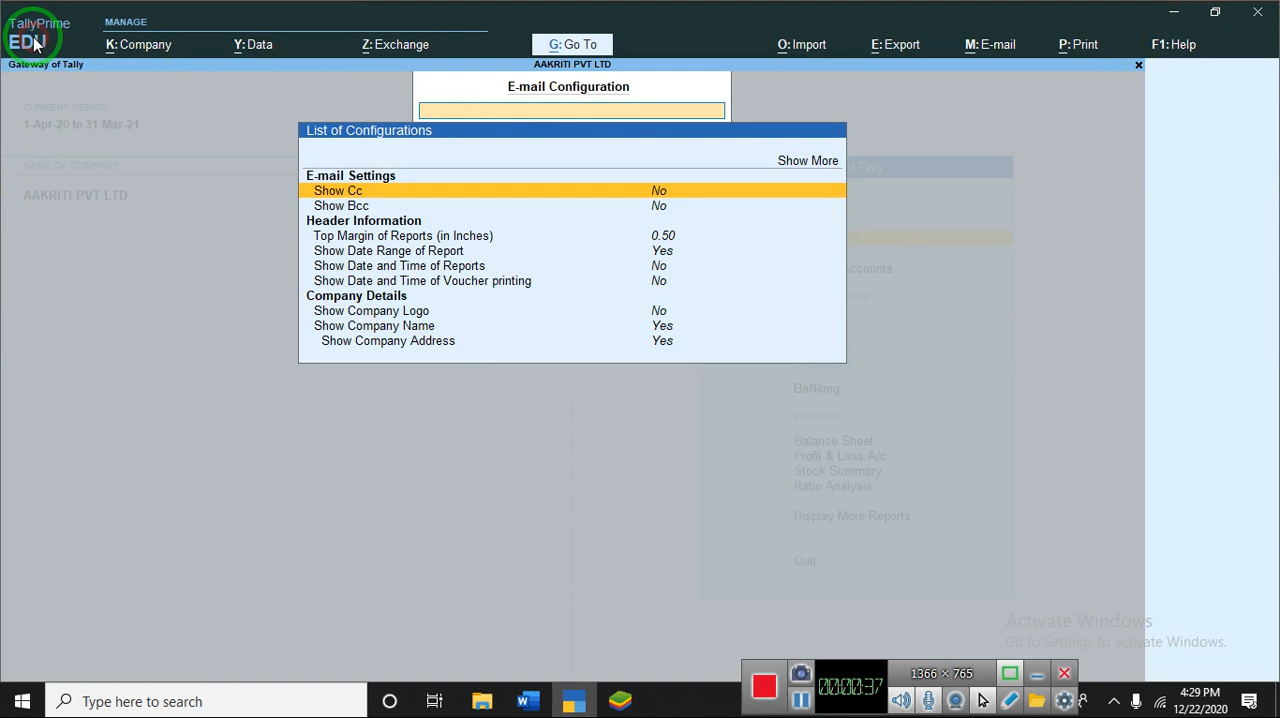 TallyPrime
EDU
MANAGE
K: Company
Y: Data
Z: Exchange
G: Go To
O: Import
E: Export
M: E-mail
P: Print
F1: Help
Gateway of Tally
AAKRITI PVT LTD
CURRENT PERIOD
1-Apr-20 to 31-Mar-21
NAME OF COMPANY
AAKRITI PVT LTD
E-mail Configuration
List of Configurations
Show More
E-mail Settings
Show Cc No
Show Bcc No
Header Information
Top Margin of Reports (in Inches) 0.50
Show Date Range of Report Yes
Show Date and Time of Reports No
Show Date and Time of Voucher printing No
Company Details
Show Company Logo No
Show Company Name Yes
Show Company Address Yes
of Tally
BaNking
REPORTS
Balance Sheet
Profit & Loss A/c
Stock Summary
Ratio Analysis
Display More Reports
Quit
Activate Windows
Go to Settings to activate Windows.
00:00:37
1366 × 765
Type here to search
4:29 PM
12/22/2020